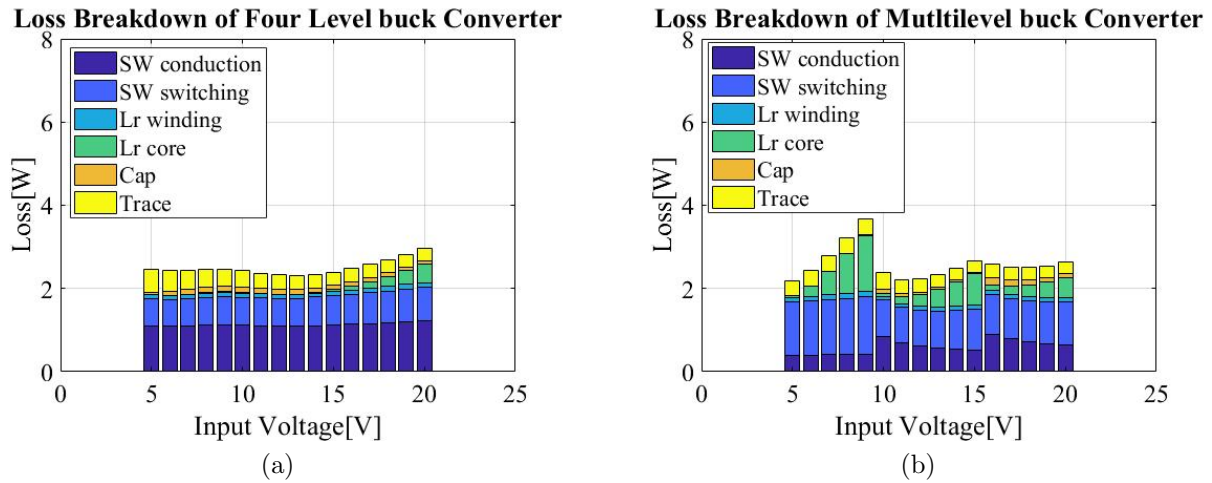 Loss Breakdown of Four Level buck Converter
8
6
4
2
0
Loss[W]
SW conduction
SW switching
Lr winding
Lr core
Cap
Trace
0 5 10 15 20 25
Input Voltage[V]
(a)
Loss Breakdown of Mutltilevel buck Converter
8
6
4
2
0
Loss[W]
SW conduction
SW switching
Lr winding
Lr core
Cap
Trace
0 5 10 15 20 25
Input Voltage[V]
(b)